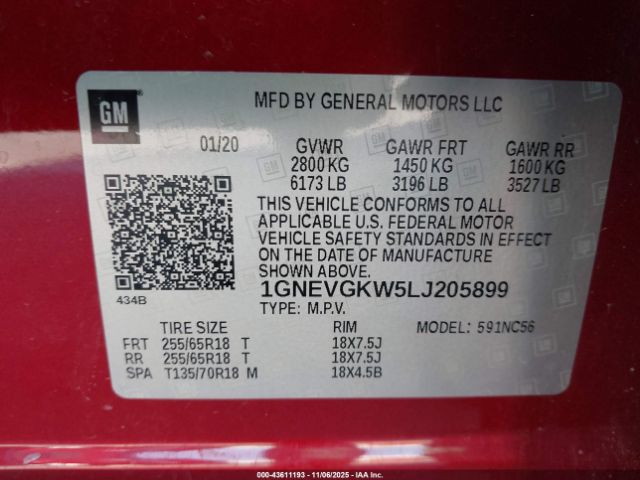 GM
MFD BY GENERAL MOTORS LLC
01/20 GVWR GAWR FRT GAWR RR
2800 KG 1450 KG 1600 KG
6173 LB 3196 LB 3527 LB
THIS VEHICLE CONFORMS TO ALL
APPLICABLE U.S. FEDERAL MOTOR
VEHICLE SAFETY STANDARDS IN EFFECT
ON THE DATE OF MANUFACTURE
SHOWN ABOVE.
434B
1GNEVGKW5LJ205899
TYPE: M.P.V.
TIRE SIZE RIM MODEL: 591NC56
FRT 255/65R18 T 18X7.5J
RR 255/65R18 T 18X7.5J
SPA T135/70R18 M 18X4.5B
000-43611193 - 11/06/2025 - IAA Inc.